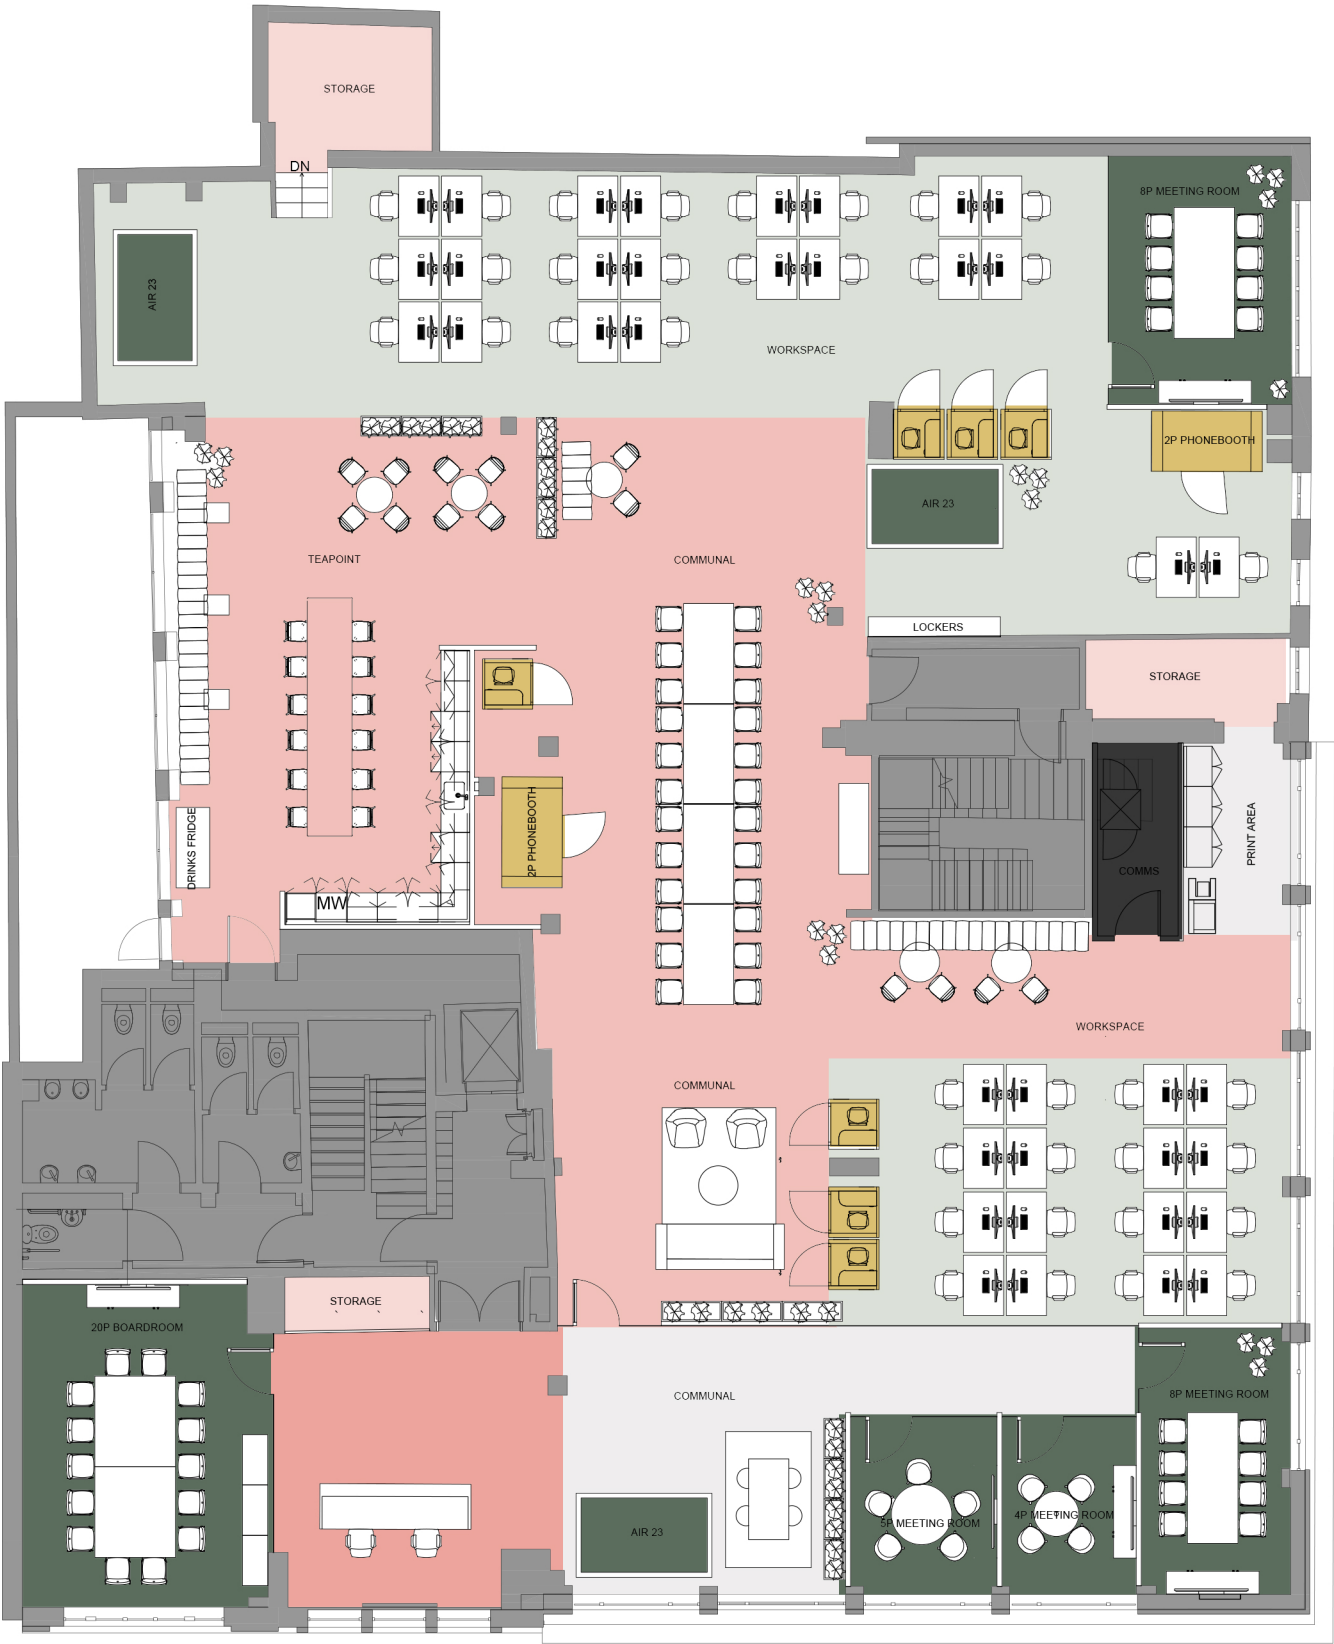 STORAGE
DN
8P MEETING ROOM
AIR 23
WORKSPACE
2P PHONEBOOTH
AIR 23
TEAPOINT
COMMUNAL
LOCKERS
STORAGE
DRINKS FRIDGE
2P PHONEBOOTH
PRINT AREA
COMMS
MW
WORKSPACE
COMMUNAL
STORAGE
20P BOARDROOM
COMMUNAL
8P MEETING ROOM
5P MEETING ROOM
4P MEETING ROOM
AIR 23